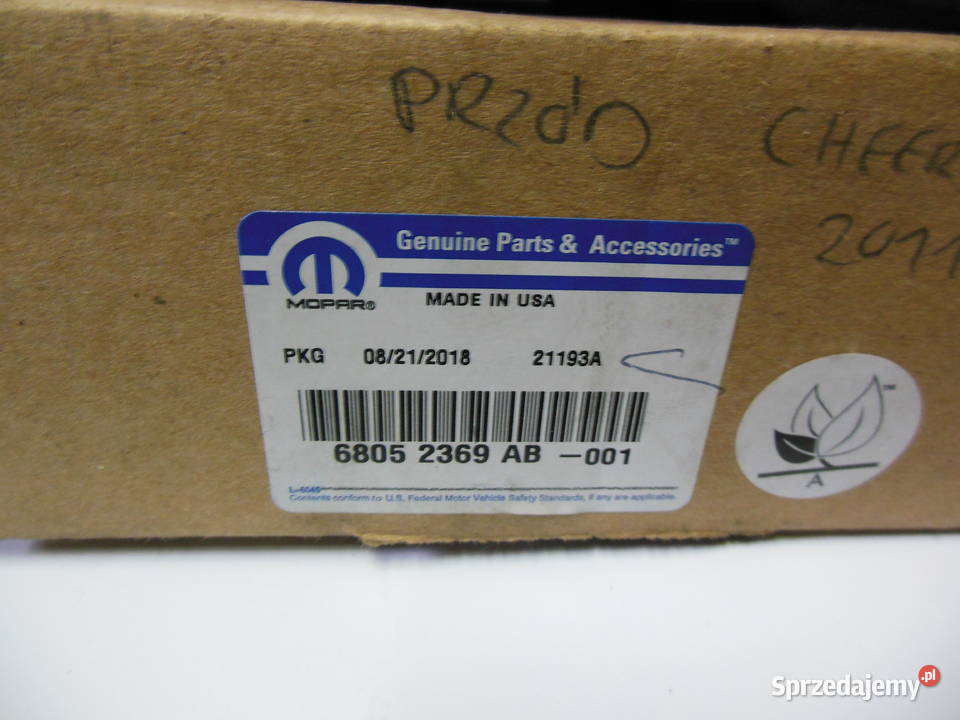 PRZÓD CHEER
2011
Genuine Parts & Accessories™
MOPAR®
MADE IN USA
PKG 08/21/2018 21193A
6805 2369 AB -001
Contents conform to U.S. Federal Motor Vehicle Safety Standards, if any are applicable.
™
A
Sprzedajemy.pl